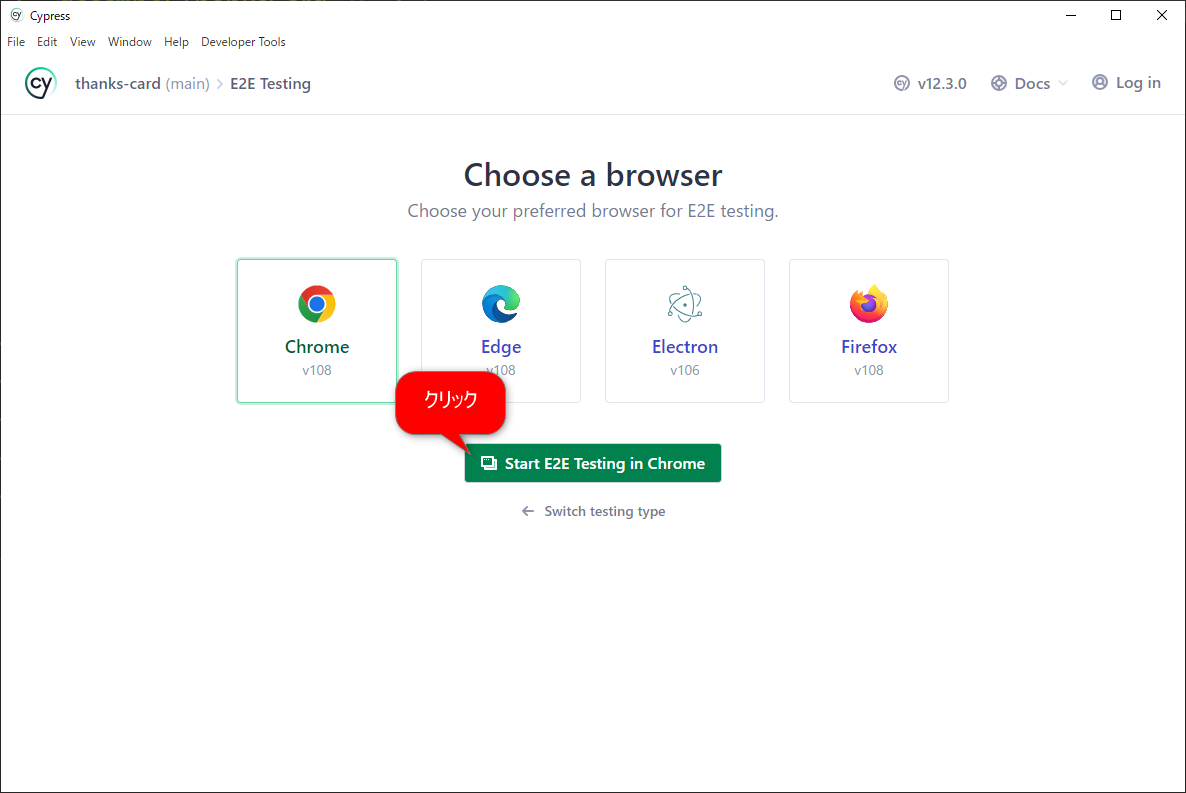 Cypress
File Edit View Window Help Developer Tools
cy thanks-card (main) > E2E Testing v12.3.0 Docs Log in
Choose a browser
Choose your preferred browser for E2E testing.
Chrome Edge Electron Firefox
v108 v108 v106 v108
クリック
Start E2E Testing in Chrome
← Switch testing type